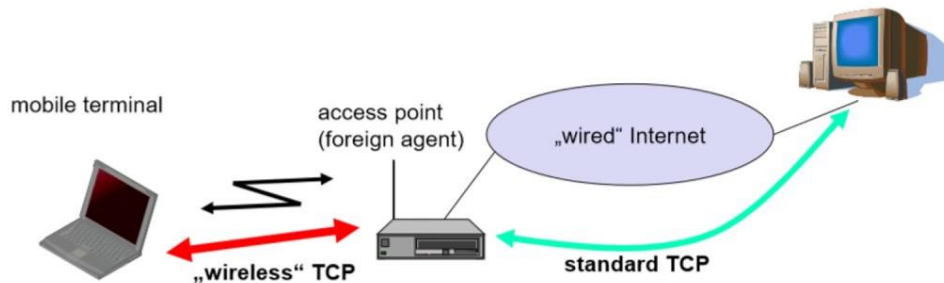 mobile terminal
access point
(foreign agent)
„wired“ Internet
„wireless“ TCP
standard TCP